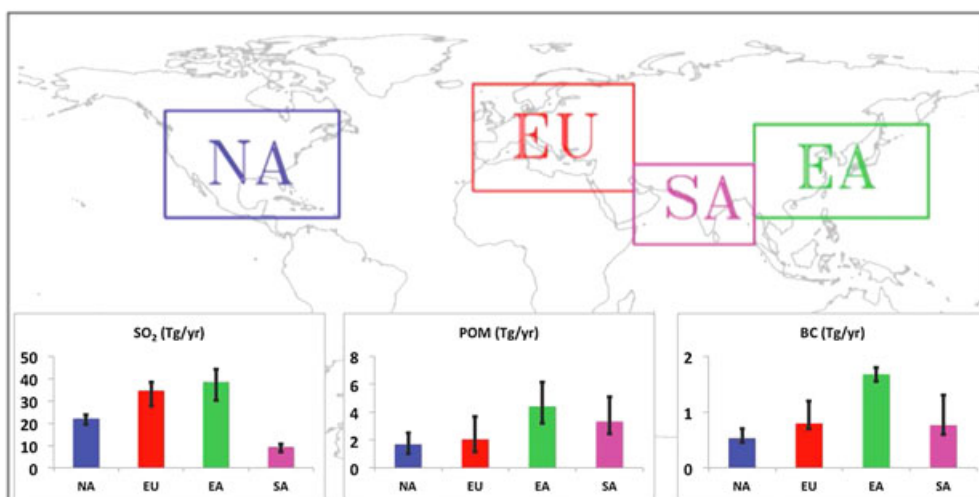 NA
EU
SA
EA
SO₂ (Tg/yr)
50
40
30
20
10
0
NA EU EA SA
POM (Tg/yr)
8
6
4
2
0
NA EU EA SA
BC (Tg/yr)
2
1
0
NA EU EA SA